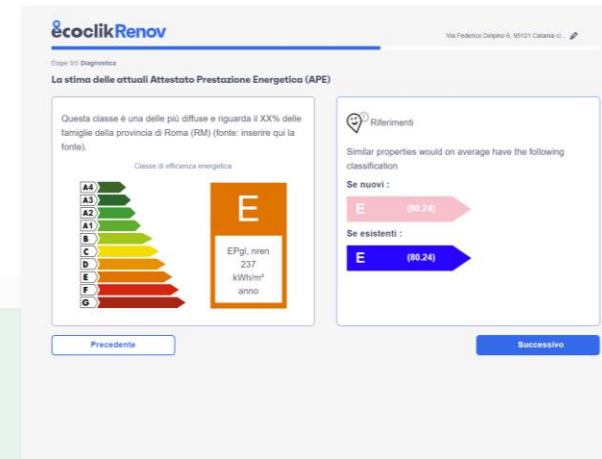 ècoclikRenov
Via Federico Delpino 6, 95121 Catania ci...
Étape 3/5 Diagnostica
La stima delle attuali Attestato Prestazione Energetica (APE)
Questa classe è una delle più diffuse e riguarda il XX% delle
famiglie della provincia di Roma (RM) (fonte: inserire qui la
fonte).
Classe di efficienza energetica
A4
A3
A2
A1
B
C
D
E
F
G
E
EPgl, nren
237
kWh/m²
anno
Riferimenti
Similar properties would on average have the following
classification
Se nuovi :
E (80.24)
Se esistenti :
E (80.24)
Precedente
Successivo